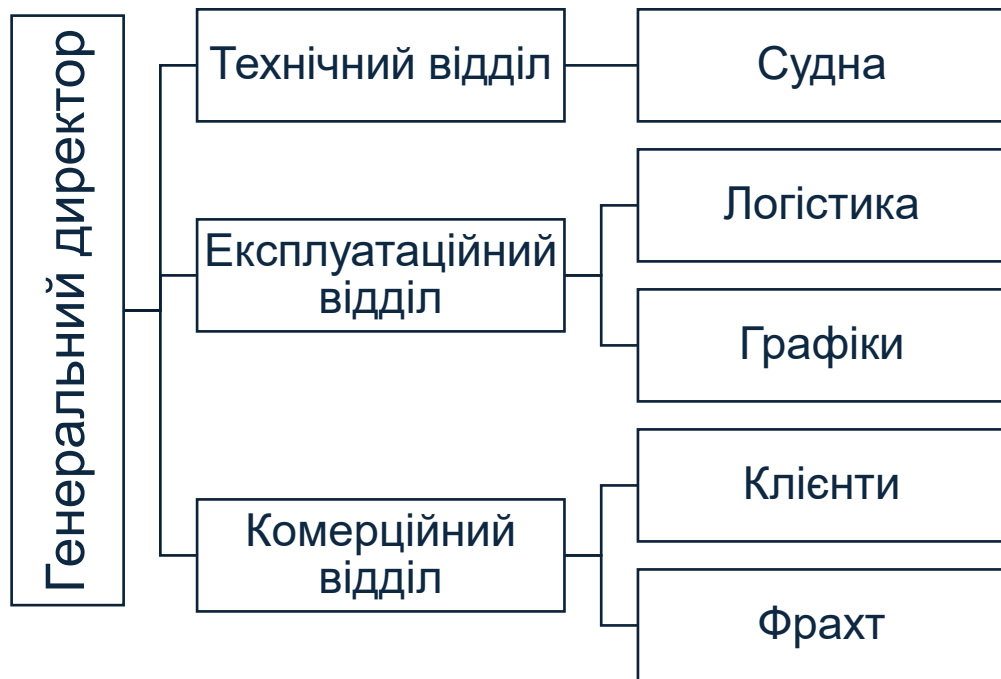 Генеральний директор
Технічний відділ
Судна
Експлуатаційний
відділ
Логістика
Графіки
Комерційний
відділ
Клієнти
Фрахт